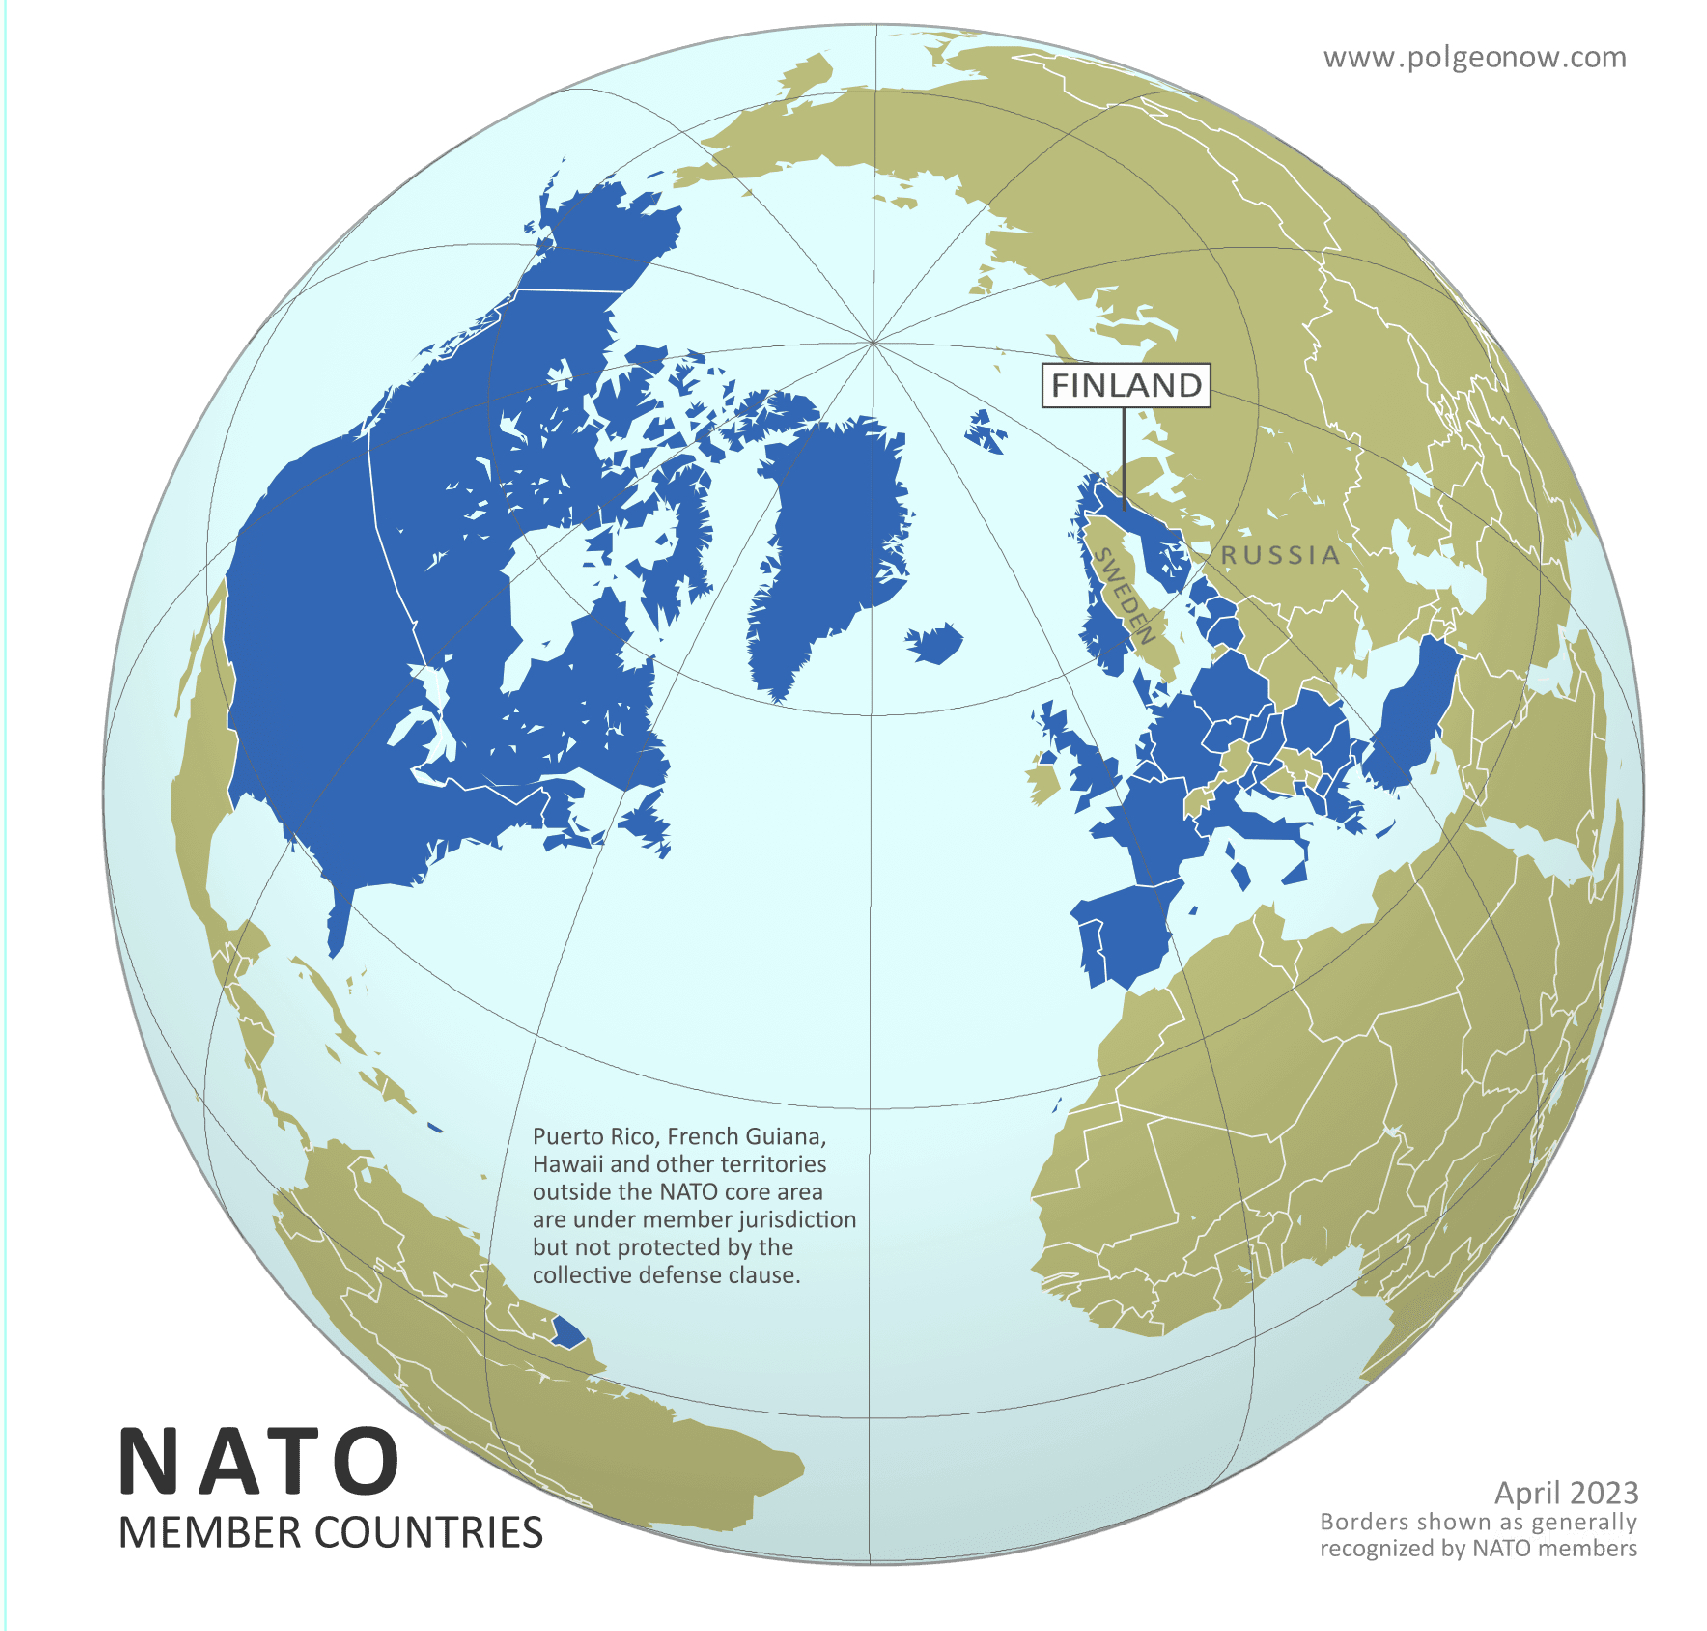 www.polgeonow.com
FINLAND
RUSSIA
SWEDEN
Puerto Rico, French Guiana,
Hawaii and other territories
outside the NATO core area
are under member jurisdiction
but not protected by the
collective defense clause.
NATO
MEMBER COUNTRIES
April 2023
Borders shown as generally
recognized by NATO members